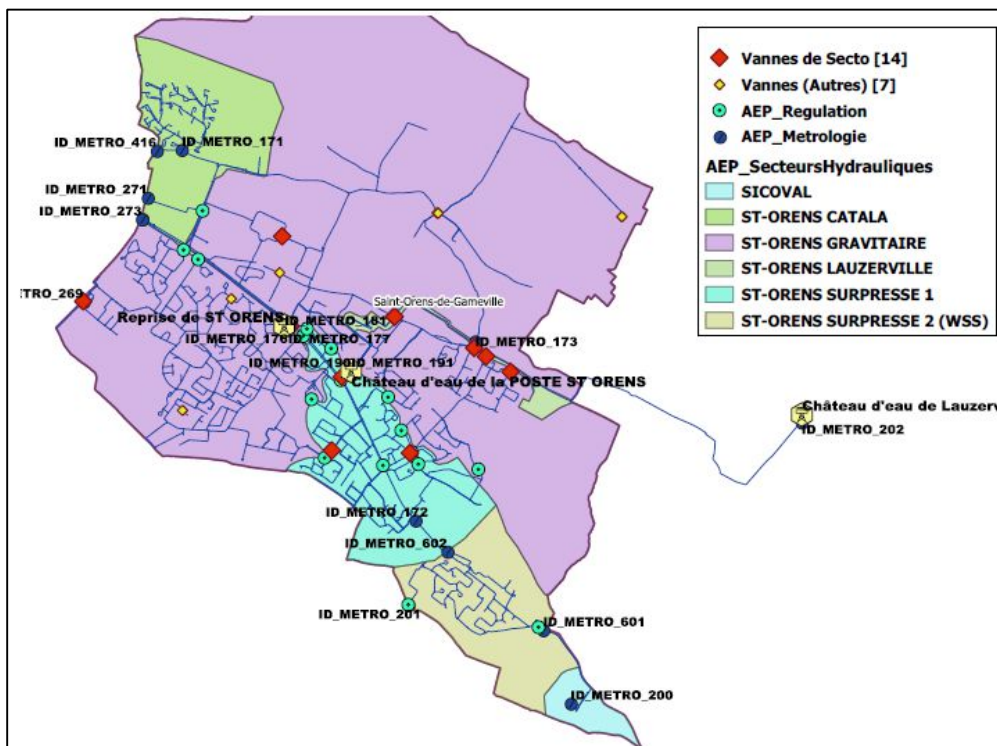 Vannes de Secto [14]
Vannes (Autres) [7]
AEP_Regulation
AEP_Metrologie
AEP_SecteursHydrauliques
SICOVAL
ST-ORENS CATALA
ST-ORENS GRAVITAIRE
ST-ORENS LAUZERVILLE
ST-ORENS SURPRESSE 1
ST-ORENS SURPRESSE 2 (WSS)
ID_METRO_416
ID_METRO_171
ID_METRO_271
ID_METRO_273
METRO_269
Saint-Orens-de-Gameville
Reprise de ST ORENS
ID_METRO_181
ID_METRO_176
ID_METRO_177
ID_METRO_173
ID_METRO_190
ID_METRO_191
Château d'eau de la POSTE ST ORENS
Château d'eau de Lauzerv
ID_METRO_202
ID_METRO_172
ID_METRO_602
ID_METRO_201
ID_METRO_601
ID_METRO_200